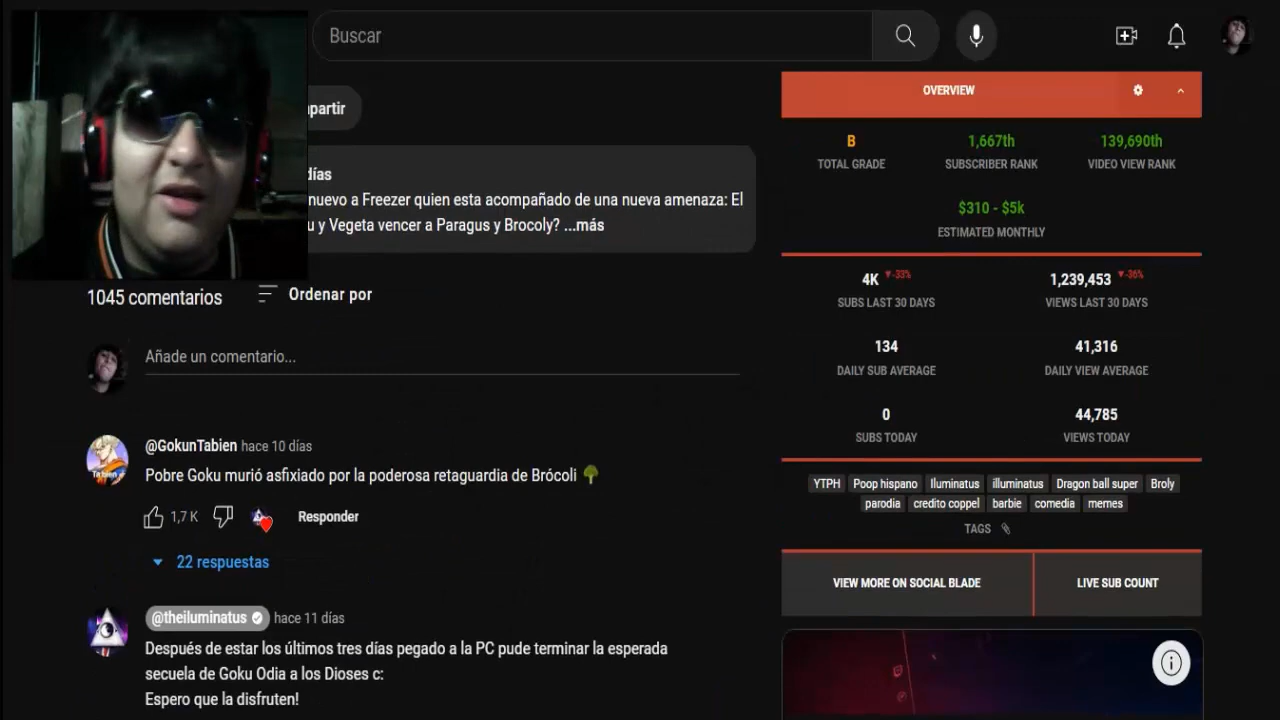 Buscar
partir
días
nuevo a Freezer quien esta acompañado de una nueva amenaza: El
u y Vegeta vencer a Paragus y Brocoly? ...más
1045 comentarios
Ordenar por
Añade un comentario...
@GokunTabien hace 10 días
Pobre Goku murió asfixiado por la poderosa retaguardia de Brócoli
1,7 K
Responder
22 respuestas
@theiluminatus hace 11 días
Después de estar los últimos tres días pegado a la PC pude terminar la esperada
secuela de Goku Odia a los Dioses c:
Espero que la disfruten!
OVERVIEW
B 1,667th 139,690th
TOTAL GRADE SUBSCRIBER RANK VIDEO VIEW RANK
$310 - $5k
ESTIMATED MONTHLY
4K -33% 1,239,453 -36%
SUBS LAST 30 DAYS VIEWS LAST 30 DAYS
134 41,316
DAILY SUB AVERAGE DAILY VIEW AVERAGE
0 44,785
SUBS TODAY VIEWS TODAY
YTPH Poop hispano Iluminatus illuminatus Dragon ball super Broly
parodia credito coppel barbie comedia memes
TAGS
VIEW MORE ON SOCIAL BLADE LIVE SUB COUNT